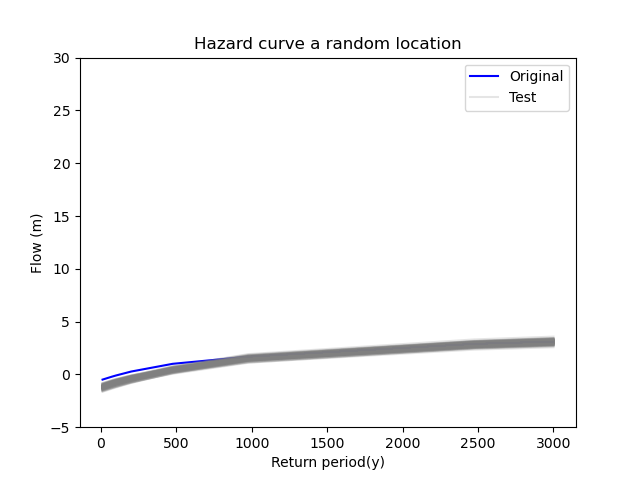 Hazard curve a random location
Original
Test
30
25
20
15
10
5
0
−5
Flow (m)
0 500 1000 1500 2000 2500 3000
Return period(y)